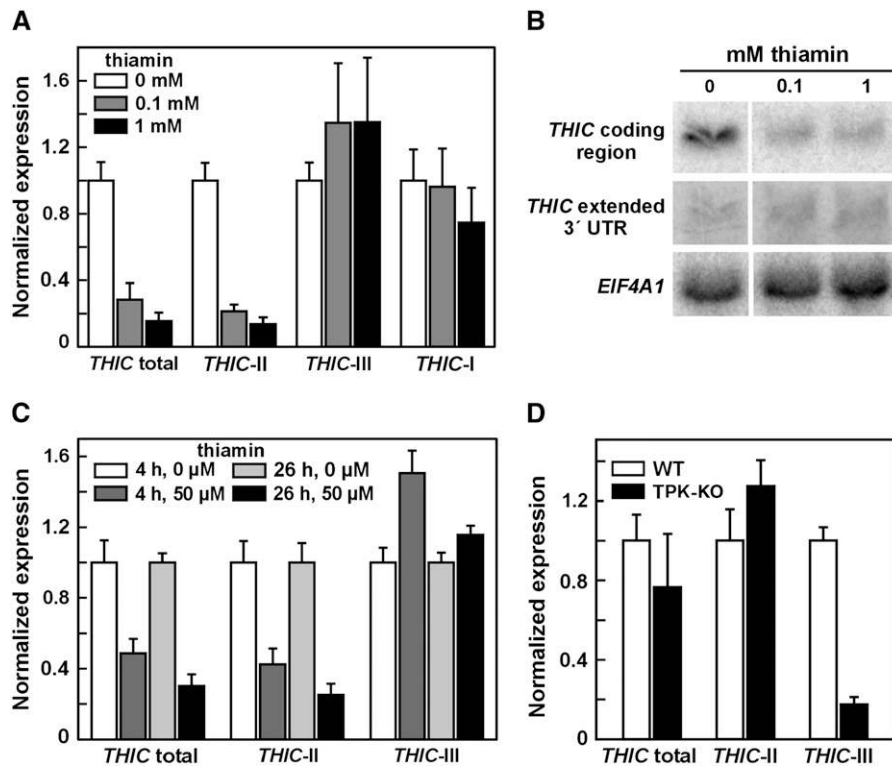 A
Normalized expression
1.6
1.2
0.8
0.4
0
thiamin
0 mM
0.1 mM
1 mM
THIC total
THIC-II
THIC-III
THIC-I
B
mM thiamin
0 0.1 1
THIC coding
region
THIC extended
3´ UTR
EIF4A1
C
Normalized expression
1.6
1.2
0.8
0.4
0
thiamin
4 h, 0 µM 26 h, 0 µM
4 h, 50 µM 26 h, 50 µM
THIC total
THIC-II
THIC-III
D
Normalized expression
1.2
0.8
0.4
0
WT
TPK-KO
THIC total
THIC-II
THIC-III